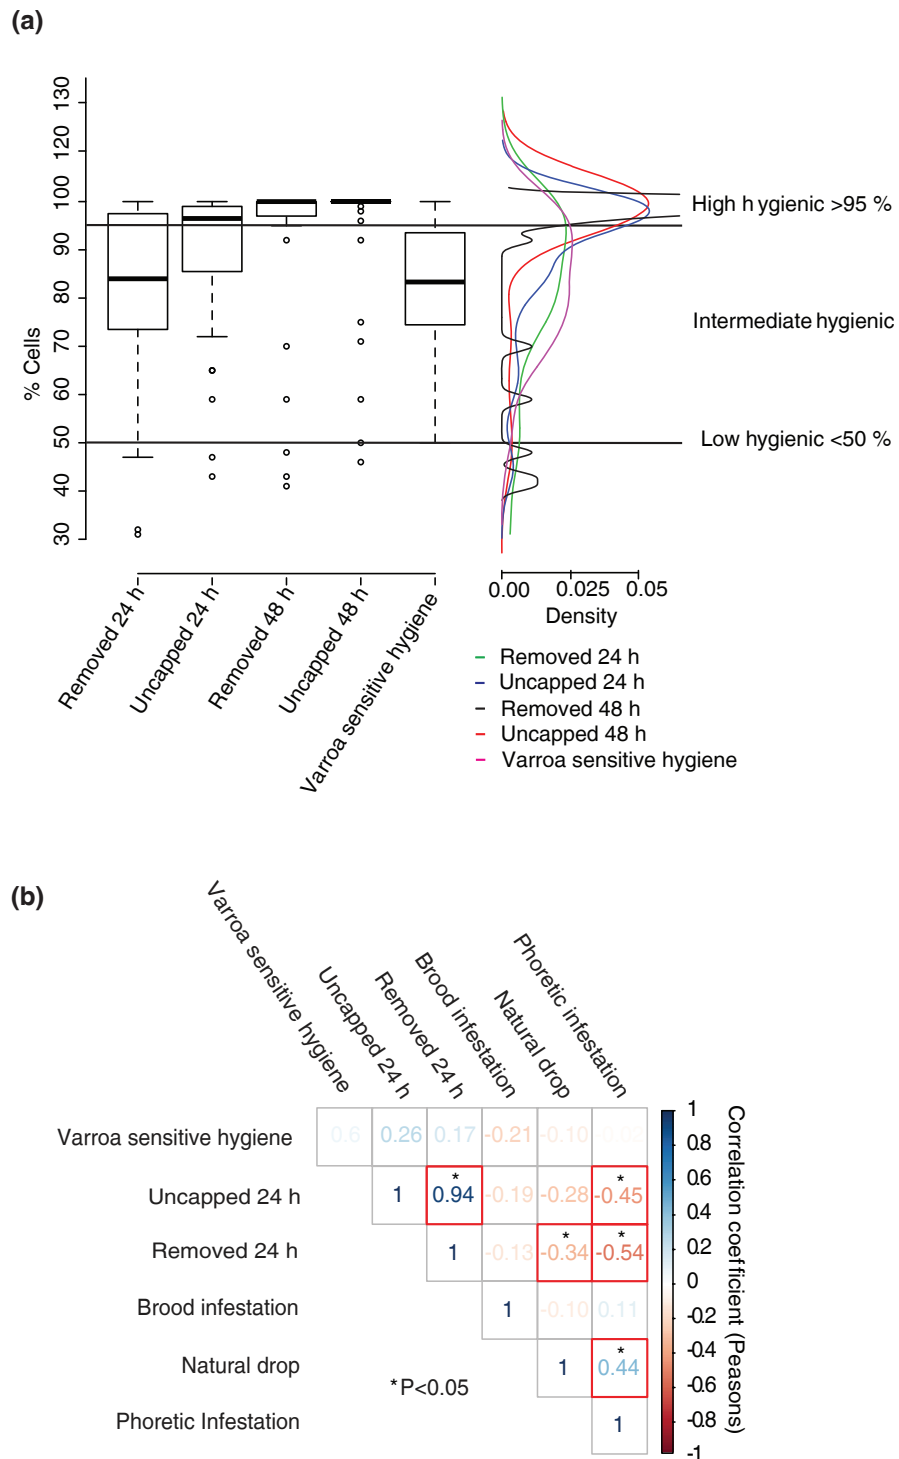 (a)
130
120
100
90
80
70
60
50
40
30
% Cells
High hygienic >95 %
Intermediate hygienic
Low hygienic <50 %
Removed 24 h
Uncapped 24 h
Removed 48 h
Uncapped 48 h
Varroa sensitive hygiene
0.00 0.025 0.05
Density
Removed 24 h
Uncapped 24 h
Removed 48 h
Uncapped 48 h
Varroa sensitive hygiene
(b)
Varroa sensitive hygiene
Uncapped 24 h
Removed 24 h
Brood infestation
Natural drop
Phoretic infestation
Varroa sensitive hygiene 0.6 0.26 0.17 -0.21 -0.10
Uncapped 24 h 1 0.94 * -0.19 -0.28 -0.45 *
Removed 24 h 1 -0.13 -0.34 * -0.54 *
Brood infestation 1 -0.10 0.11
Natural drop 1 0.44 *
Phoretic Infestation 1
*P<0.05
1
0.8
0.6
0.4
0.2
0
-0.2
-0.4
-0.6
-0.8
-1
Correlation coefficient (Peasons)